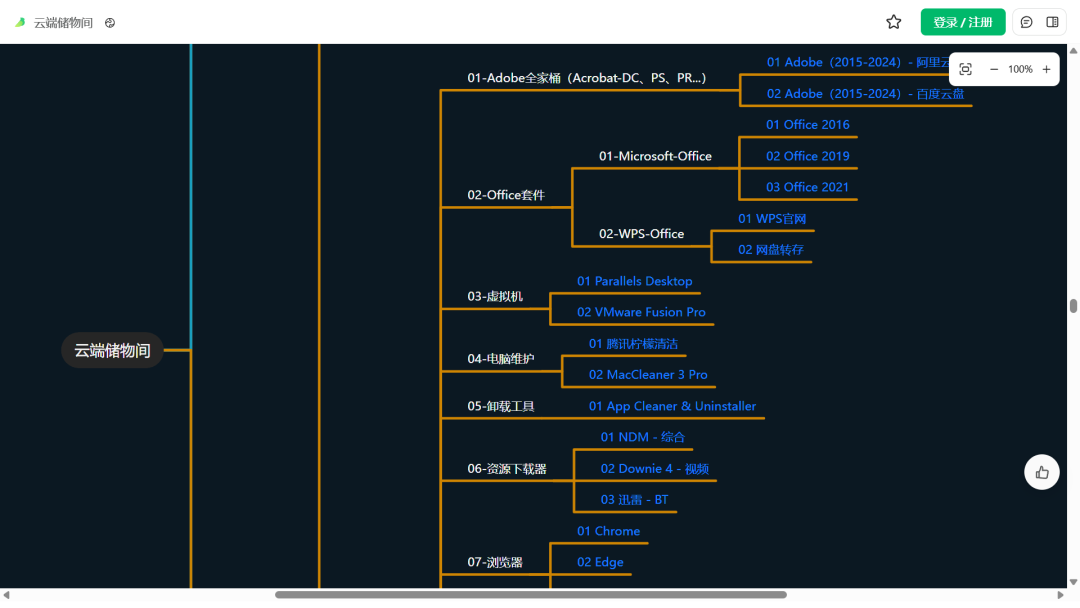 云端储物间
登录 / 注册
100%
01-Adobe全家桶（Acrobat-DC、PS、PR...）
01 Adobe（2015-2024）- 阿里云
02 Adobe（2015-2024）- 百度云盘
02-Office套件
01-Microsoft-Office
01 Office 2016
02 Office 2019
03 Office 2021
02-WPS-Office
01 WPS官网
02 网盘转存
03-虚拟机
01 Parallels Desktop
02 VMware Fusion Pro
云端储物间
04-电脑维护
01 腾讯柠檬清洁
02 MacCleaner 3 Pro
05-卸载工具
01 App Cleaner & Uninstaller
06-资源下载器
01 NDM - 综合
02 Downie 4 - 视频
03 迅雷 - BT
07-浏览器
01 Chrome
02 Edge